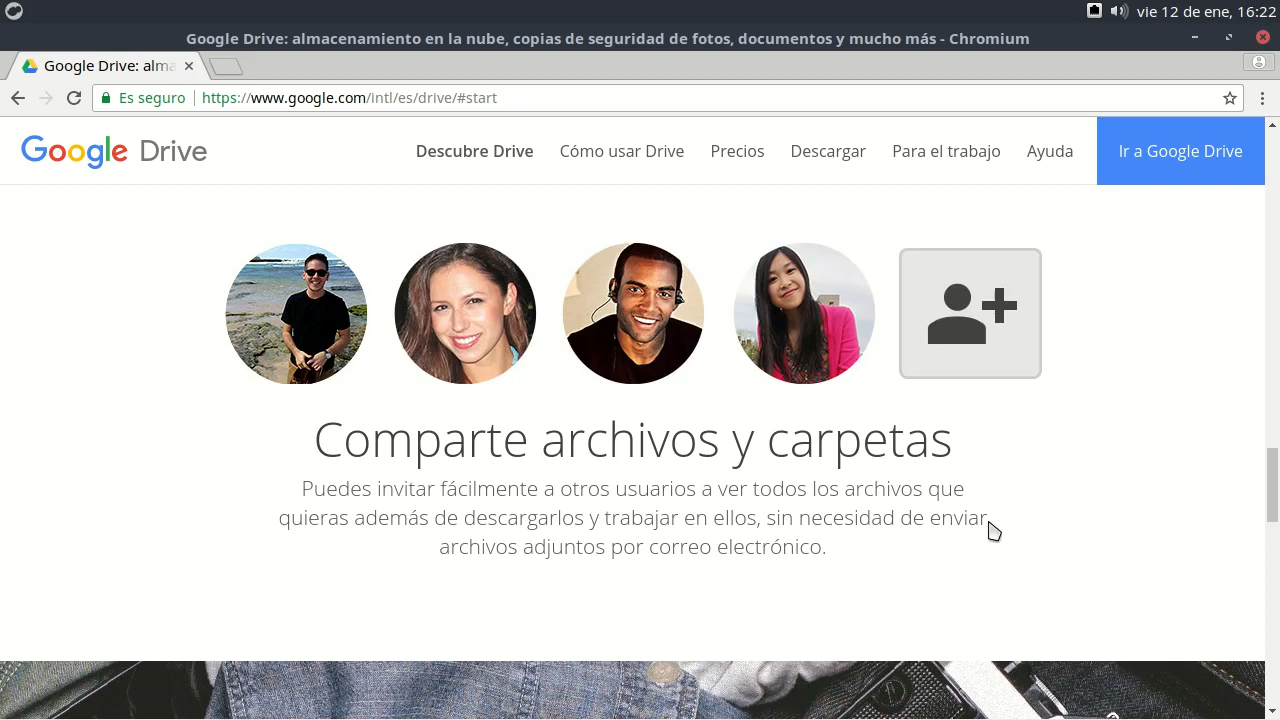 vie 12 de ene, 16:22
Google Drive: almacenamiento en la nube, copias de seguridad de fotos, documentos y mucho más - Chromium
Google Drive: alma
Es seguro
https://www.google.com/intl/es/drive/#start
Google Drive
Descubre Drive
Cómo usar Drive
Precios
Descargar
Para el trabajo
Ayuda
Ir a Google Drive
Comparte archivos y carpetas
Puedes invitar fácilmente a otros usuarios a ver todos los archivos que
quieras además de descargarlos y trabajar en ellos, sin necesidad de enviar
archivos adjuntos por correo electrónico.